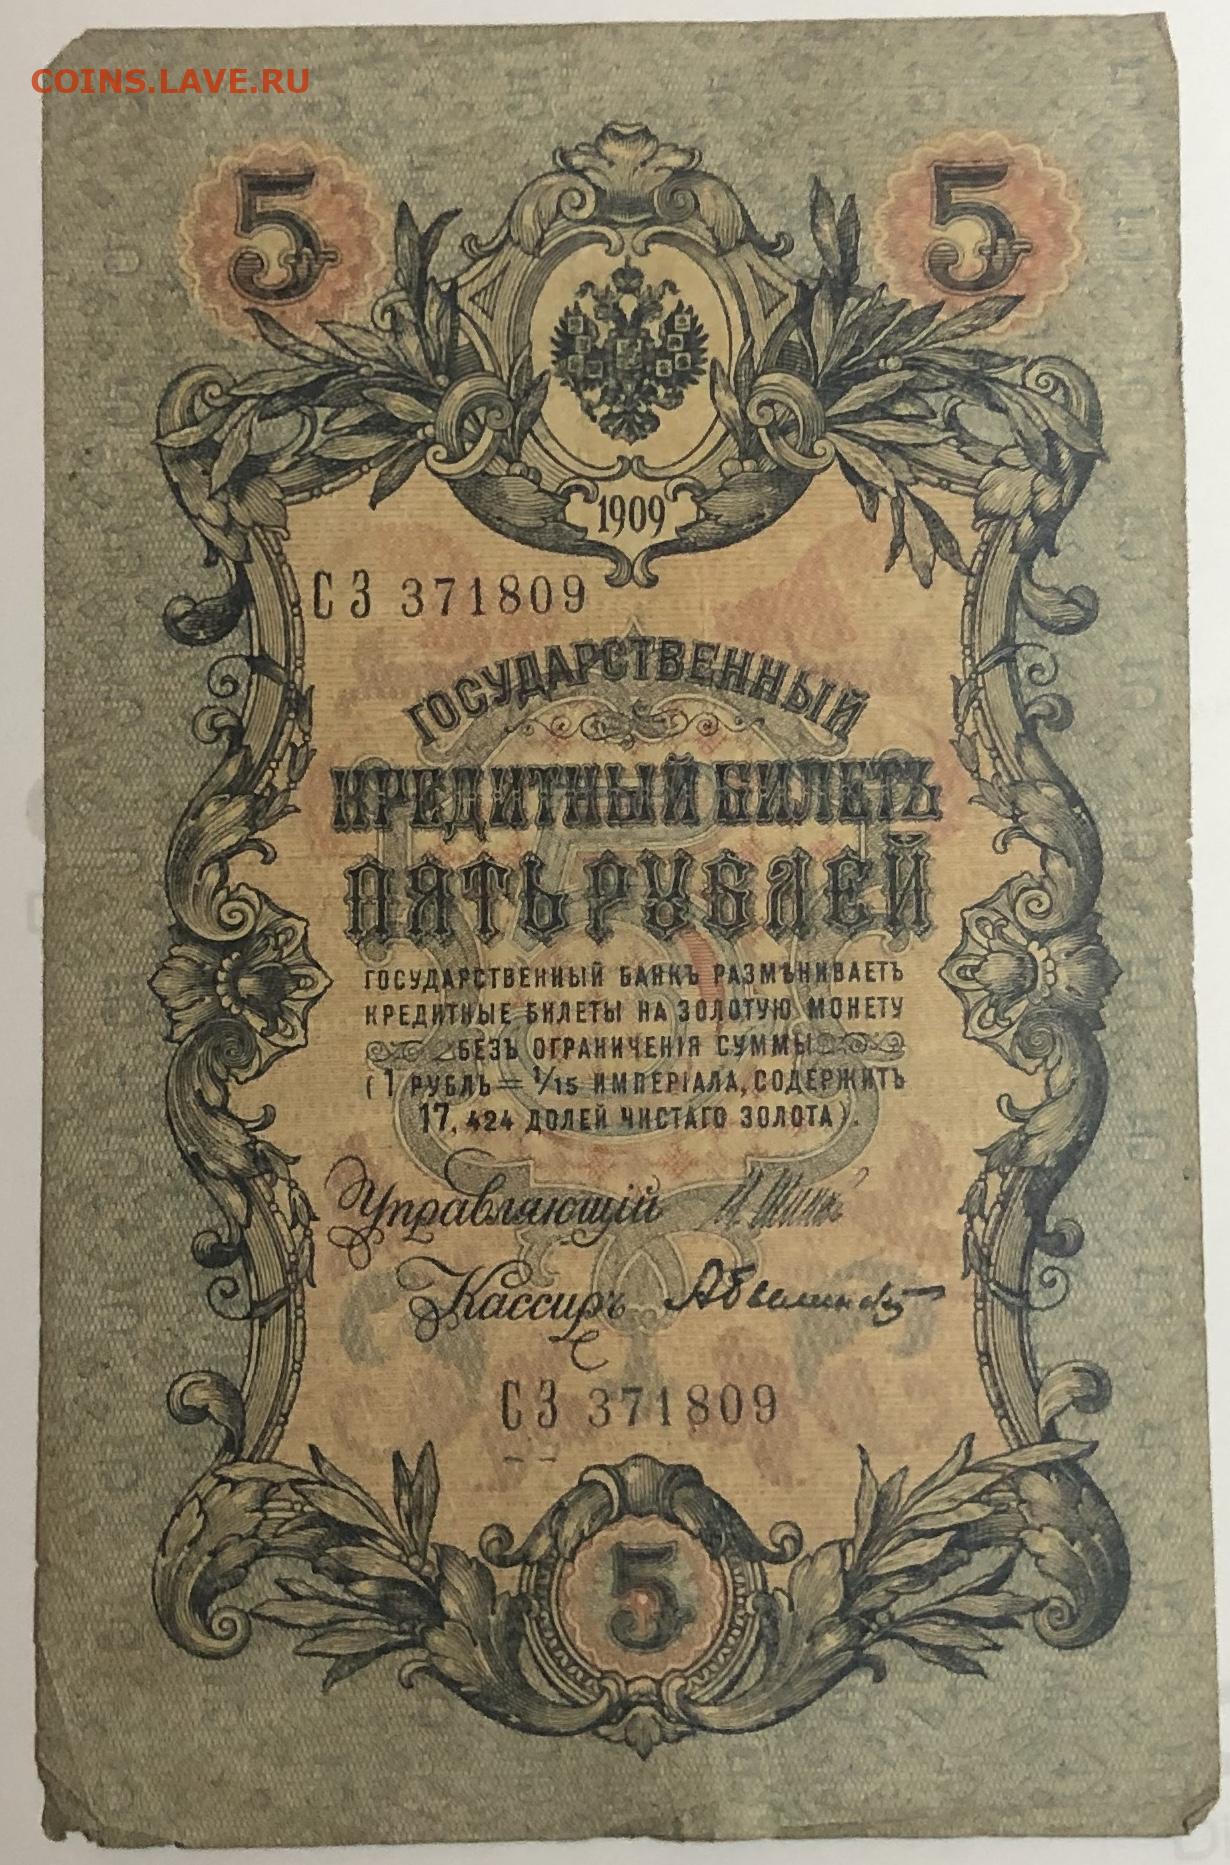 COINS.LAVE.RU
5 5
1909
СЗ 371809
ГОСУДАРСТВЕННЫЙ
КРЕДИТНЫЙ БИЛЕТЪ
ПЯТЬ РУБЛЕЙ
ГОСУДАРСТВЕННЫЙ БАНКЪ РАЗМѢНИВАЕТЪ
КРЕДИТНЫЕ БИЛЕТЫ НА ЗОЛОТУЮ МОНЕТУ
БЕЗЪ ОГРАНИЧЕНІЯ СУММЫ
(1 РУБЛЬ = 1/15 ИМПЕРІАЛА, СОДЕРЖИТЪ
17,424 ДОЛЕЙ ЧИСТАГО ЗОЛОТА).
Управляющій
Кассиръ
СЗ 371809
5